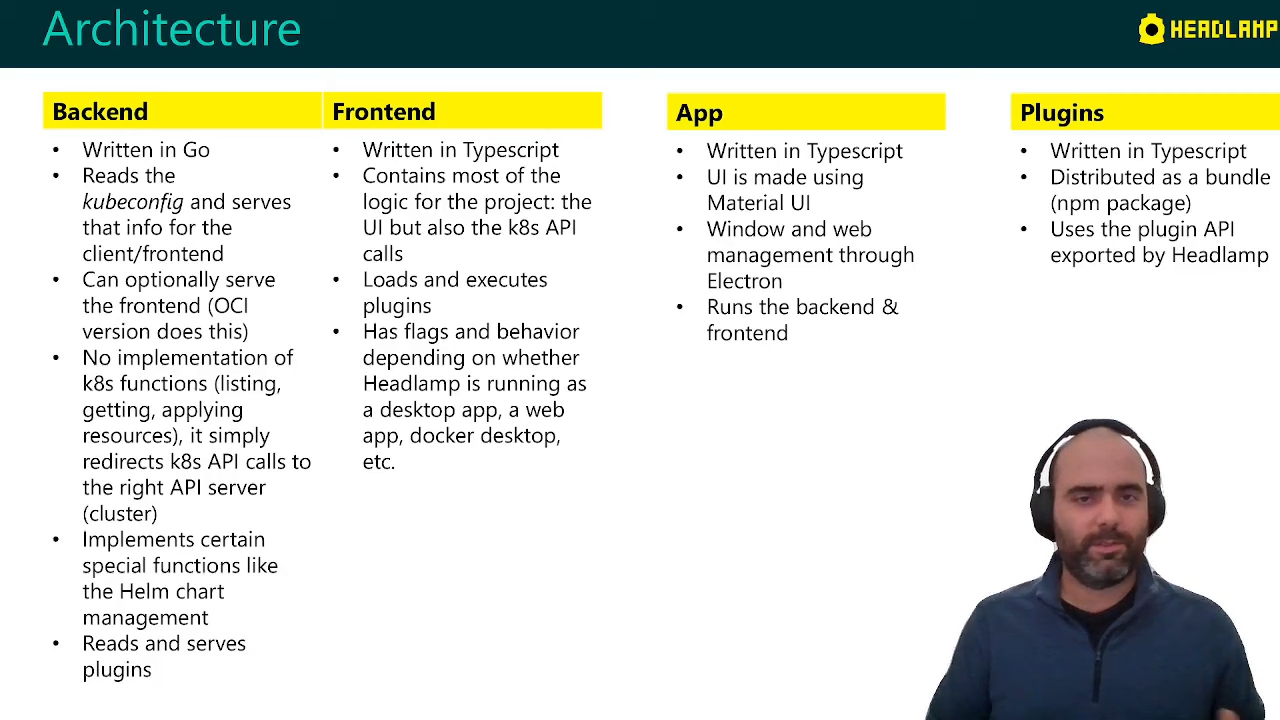 Architecture
HEADLAMP
Backend
• Written in Go
• Reads the
kubeconfig and serves
that info for the
client/frontend
• Can optionally serve
the frontend (OCI
version does this)
• No implementation of
k8s functions (listing,
getting, applying
resources), it simply
redirects k8s API calls to
the right API server
(cluster)
• Implements certain
special functions like
the Helm chart
management
• Reads and serves
plugins
Frontend
• Written in Typescript
• Contains most of the
logic for the project: the
UI but also the k8s API
calls
• Loads and executes
plugins
• Has flags and behavior
depending on whether
Headlamp is running as
a desktop app, a web
app, docker desktop,
etc.
App
• Written in Typescript
• UI is made using
Material UI
• Window and web
management through
Electron
• Runs the backend &
frontend
Plugins
• Written in Typescript
• Distributed as a bundle
(npm package)
• Uses the plugin API
exported by Headlamp